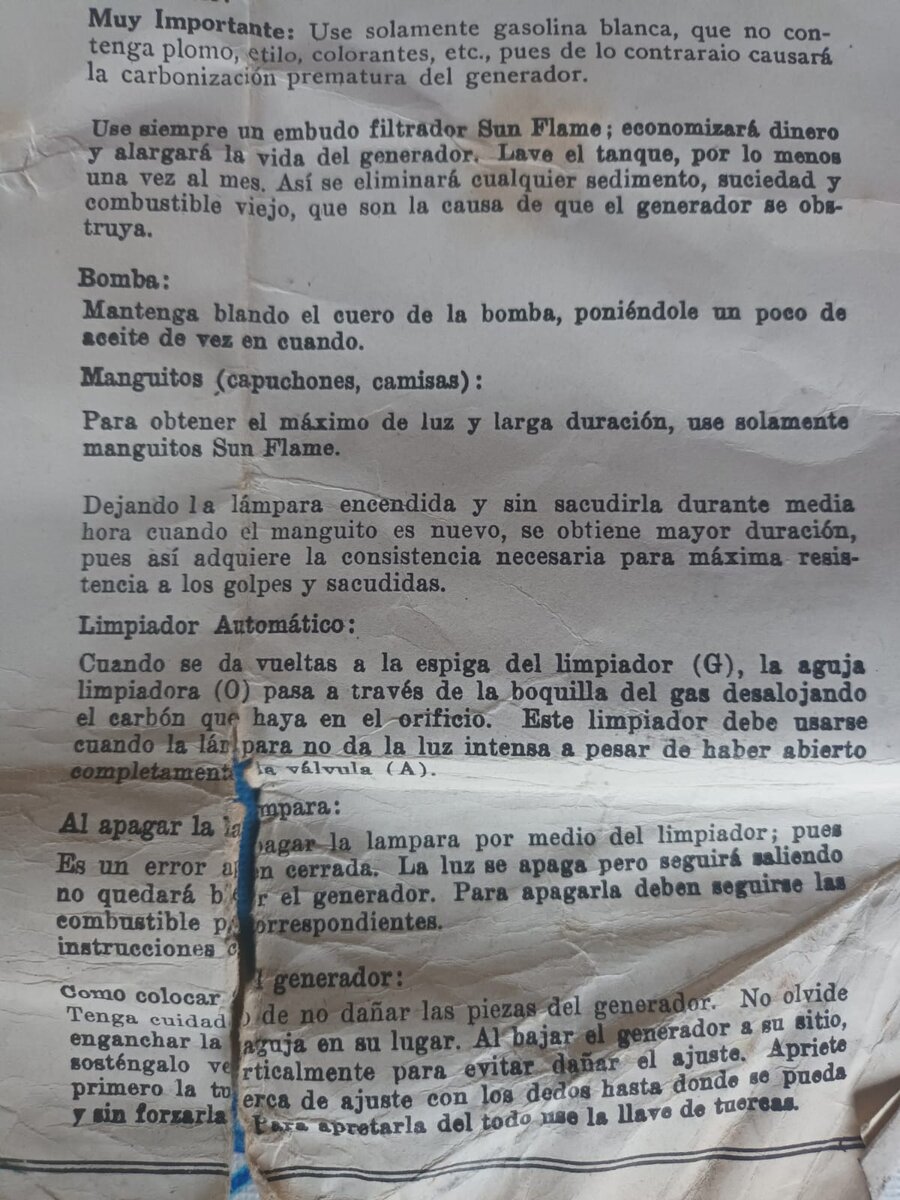 Muy Importante: Use solamente gasolina blanca, que no con-
tenga plomo, etilo, colorantes, etc., pues de lo contraraio causará
la carbonización prematura del generador.
Use siempre un embudo filtrador Sun Flame; economizará dinero
y alargará la vida del generador. Lave el tanque, por lo menos
una vez al mes. Así se eliminará cualquier sedimento, suciedad y
combustible viejo, que son la causa de que el generador se obs-
truya.
Bomba:
Mantenga blando el cuero de la bomba, poniéndole un poco de
aceite de vez en cuando.
Manguitos (capuchones, camisas):
Para obtener el máximo de luz y larga duración, use solamente
manguitos Sun Flame.
Dejando la lámpara encendida y sin sacudirla durante media
hora cuando el manguito es nuevo, se obtiene mayor duración,
pues así adquiere la consistencia necesaria para máxima resis-
tencia a los golpes y sacudidas.
Limpiador Automático:
Cuando se da vueltas a la espiga del limpiador (G), la aguja
limpiadora (O) pasa a través de la boquilla del gas desalojando
el carbón que haya en el orificio. Este limpiador debe usarse
cuando la lámpara no da la luz intensa a pesar de haber abierto
completamente la válvula (A).
Al apagar la lampara:
Es un error apagar la lampara por medio del limpiador; pues
no quedará bien cerrada. La luz se apaga pero seguirá saliendo
combustible por el generador. Para apagarla deben seguirse las
instrucciones correspondientes.
Como colocar el generador:
Tenga cuidado de no dañar las piezas del generador. No olvide
enganchar la aguja en su lugar. Al bajar el generador a su sitio,
sosténgalo verticalmente para evitar dañar el ajuste. Apriete
primero la tuerca de ajuste con los dedos hasta donde se pueda
y sin forzarla. Para apretarla del todo use la llave de tuercas.